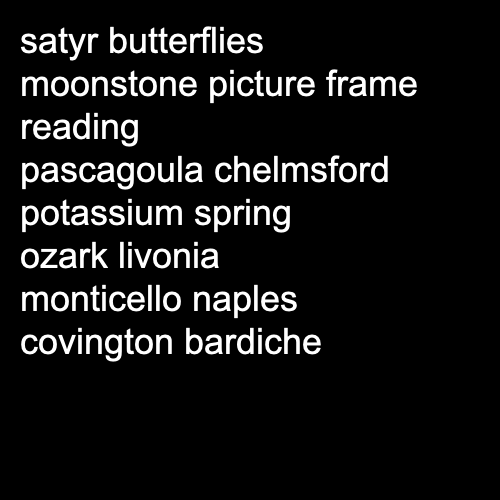 satyr butterflies
moonstone picture frame
reading
pascagoula chelmsford
potassium spring
ozark livonia
monticello naples
covington bardiche